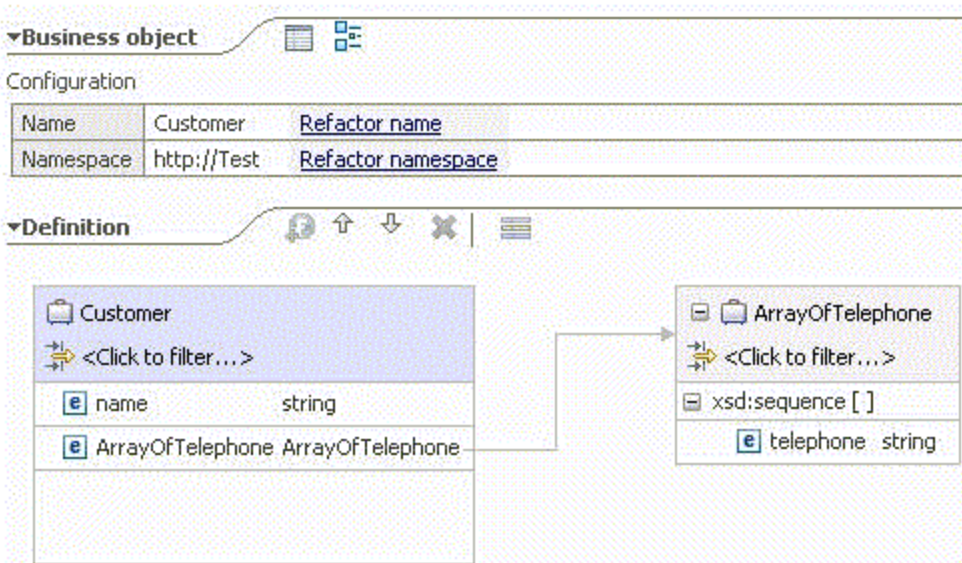 Business object
Configuration
Name Customer Refactor name
Namespace http://Test Refactor namespace
Definition
Customer
<Click to filter...>
e name string
e ArrayOfTelephone ArrayOfTelephone
ArrayOfTelephone
<Click to filter...>
xsd:sequence [ ]
e telephone string